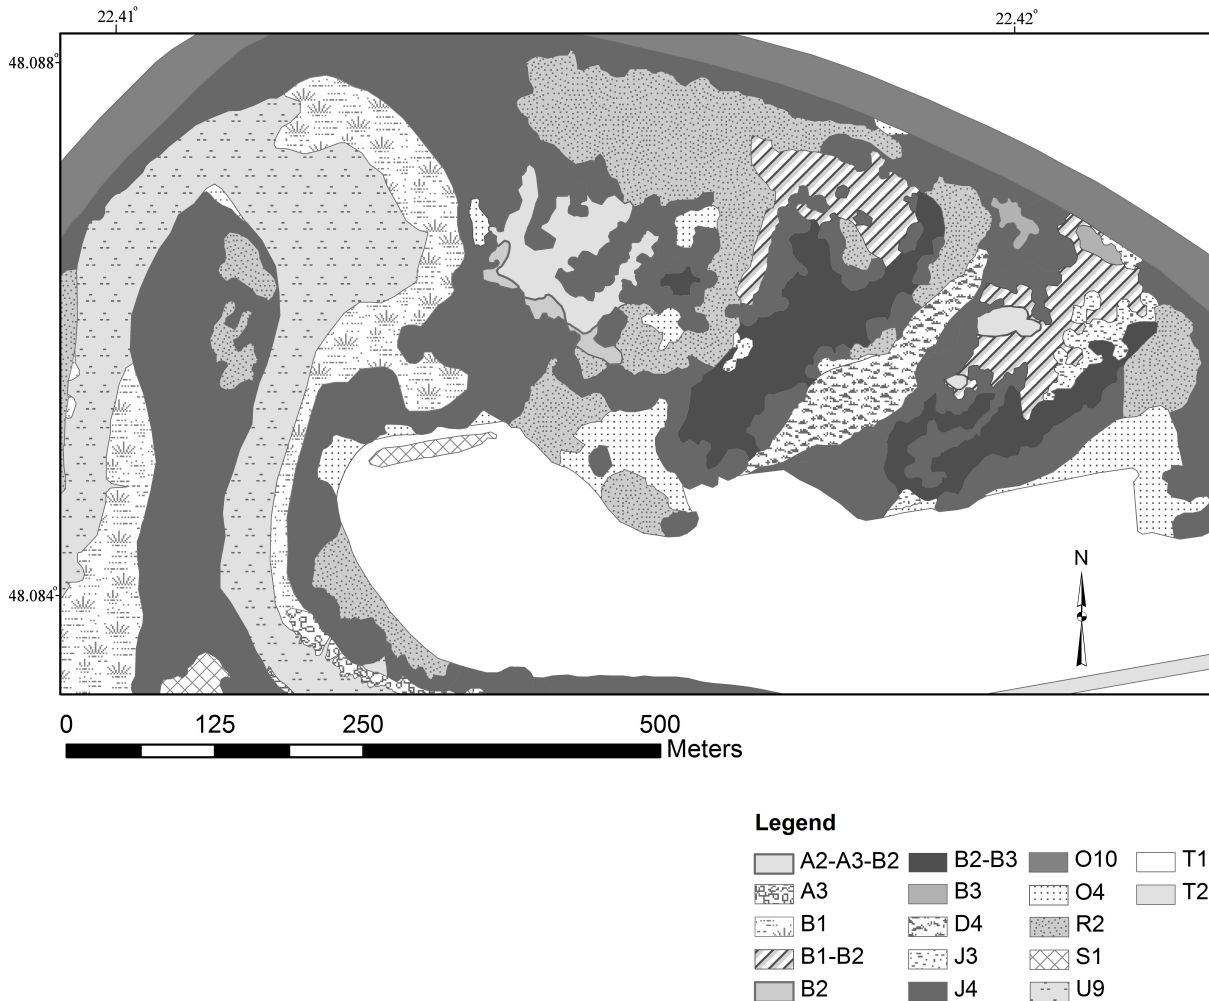 22.41°
22.42°
48.088°
48.084°
N
0
125
250
500
Meters
Legend
A2-A3-B2
A3
B1
B1-B2
B2
B2-B3
B3
D4
J3
J4
O10
O4
R2
S1
U9
T1
T2